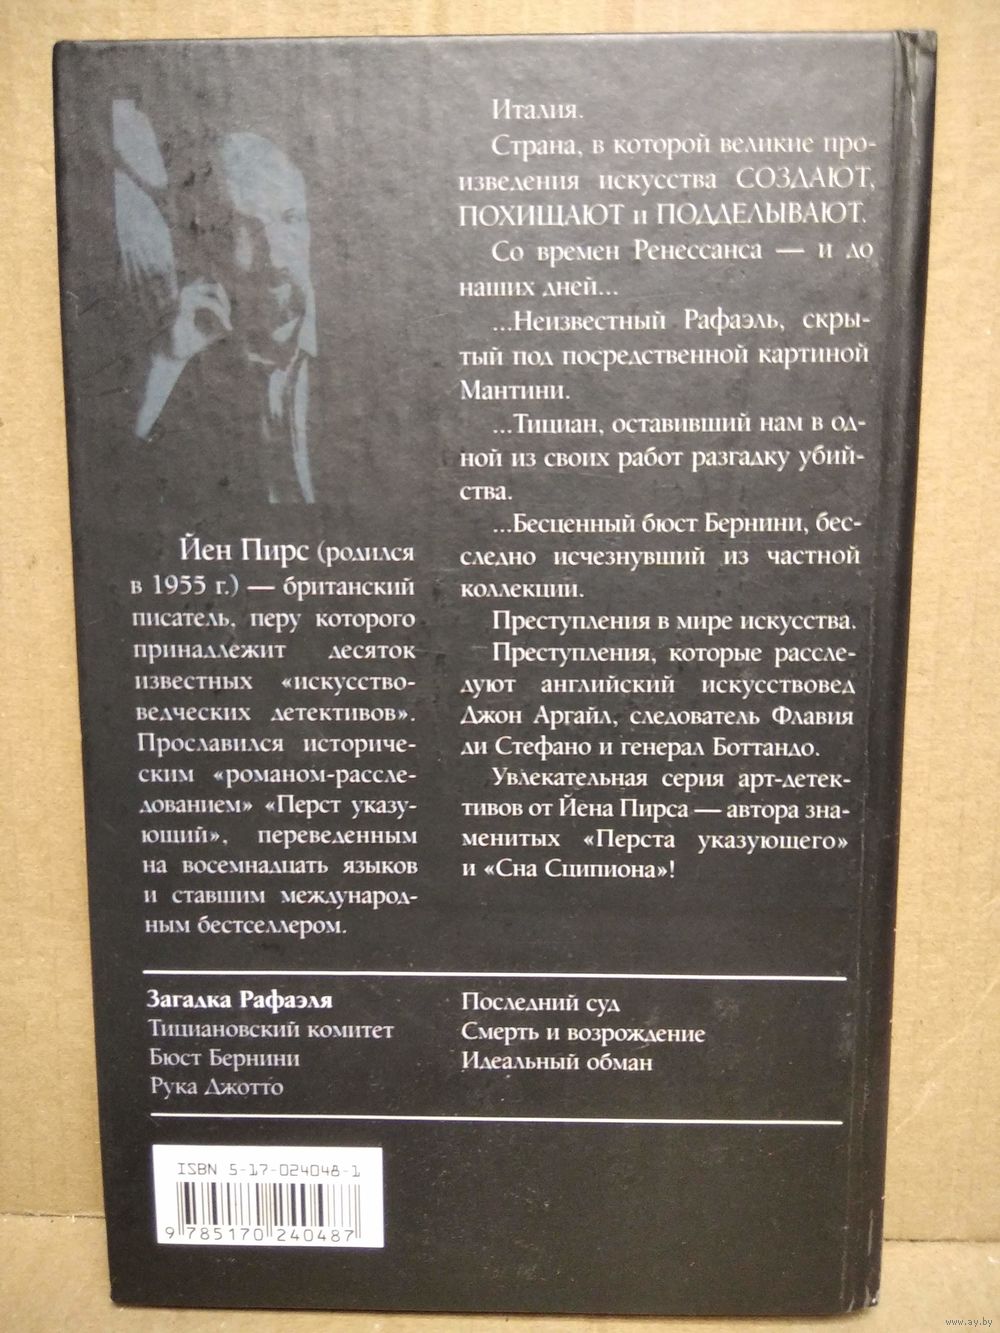 Италия.
Страна, в которой великие про-
изведения искусства СОЗДАЮТ,
ПОХИЩАЮТ и ПОДДЕЛЫВАЮТ.
Со времен Ренессанса — и до
наших дней...
...Неизвестный Рафаэль, скры-
тый под посредственной картиной
Мантини.
...Тициан, оставивший нам в од-
ной из своих работ разгадку убий-
ства.
...Бесценный бюст Бернини, бес-
следно исчезнувший из частной
коллекции.
Преступления в мире искусства.
Преступления, которые рассле-
дуют английский искусствовед
Джон Аргайл, следователь Флавия
ди Стефано и генерал Боттандо.
Увлекательная серия арт-детек-
тивов от Йена Пирса — автора зна-
менитых «Перста указующего»
и «Сна Сципиона»!
Йен Пирс (родился
в 1955 г.) — британский
писатель, перу которого
принадлежит десяток
известных «искусство-
ведческих детективов».
Прославился историче-
ским «романом-рассле-
дованием» «Перст указу-
ющий», переведенным
на восемнадцать языков
и ставшим международ-
ным бестселлером.
Загадка Рафаэля
Тициановский комитет
Бюст Бернини
Рука Джотто
Последний суд
Смерть и возрождение
Идеальный обман
ISBN 5-17-024048-1
9 785170 240487
www.ay.by